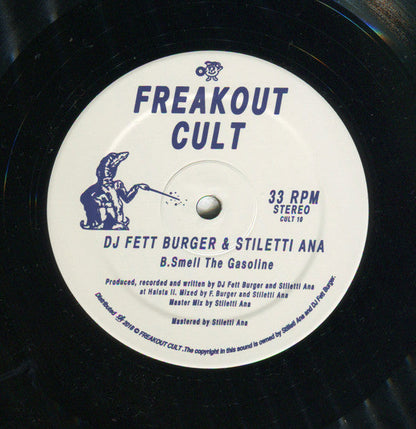 FREAKOUT
CULT
33 RPM
STEREO
CULT 10
DJ FETT BURGER & STILETTI ANA
B.Smell The Gasoline
Produced, recorded and written by DJ Fett Burger and Stiletti Ana
at Haista II. Mixed by F. Burger and Stiletti Ana
Master Mix by Stiletti Ana
Mastered by Stiletti Ana
Distributed 2018 © FREAKOUT CULT .The copyright in this sound is owned by Stiletti Ana and DJ Fett Burger.